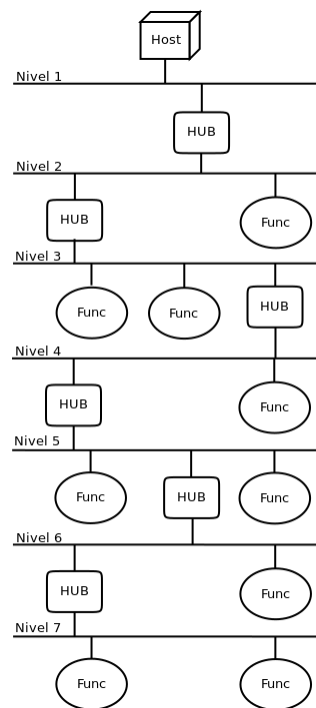 Host
Nivel 1
HUB
Nivel 2
HUB
Func
Nivel 3
Func
Func
HUB
Nivel 4
HUB
Func
Nivel 5
Func
HUB
Func
Nivel 6
HUB
Func
Nivel 7
Func
Func